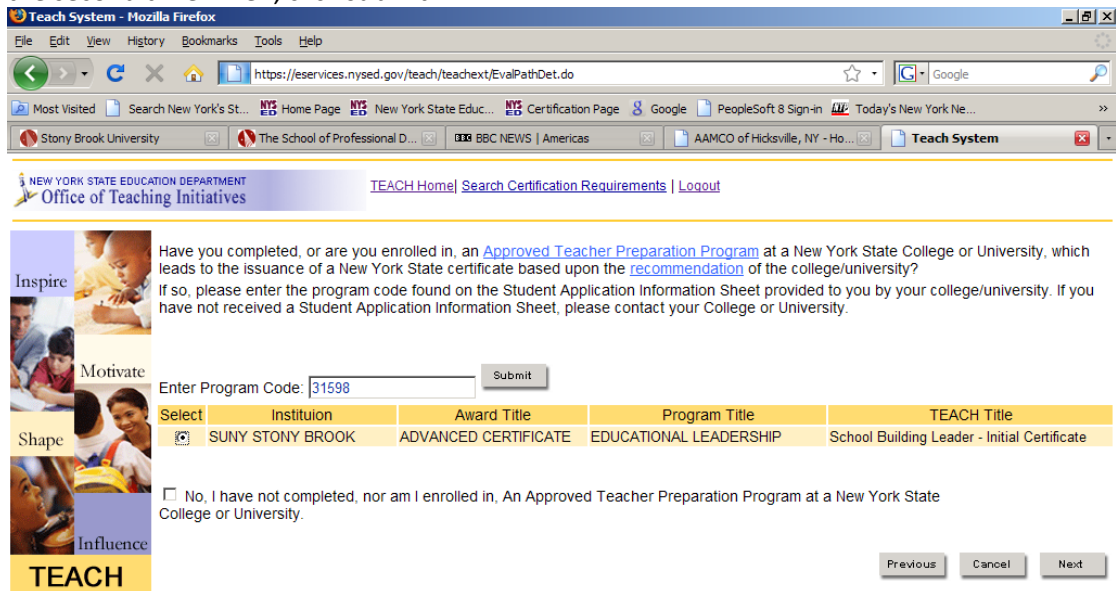 Teach System - Mozilla Firefox
File Edit View History Bookmarks Tools Help
https://eservices.nysed.gov/teach/teachext/EvalPathDet.do
Google
Most Visited Search New York's St... Home Page New York State Educ... Certification Page Google PeopleSoft 8 Sign-in Today's New York Ne...
Stony Brook University The School of Professional D... BBC NEWS | Americas AAMCO of Hicksville, NY - Ho... Teach System
NEW YORK STATE EDUCATION DEPARTMENT
Office of Teaching Initiatives
TEACH Home| Search Certification Requirements | Logout
Have you completed, or are you enrolled in, an Approved Teacher Preparation Program at a New York State College or University, which
leads to the issuance of a New York State certificate based upon the recommendation of the college/university?
If so, please enter the program code found on the Student Application Information Sheet provided to you by your college/university. If you
have not received a Student Application Information Sheet, please contact your College or University.
Inspire
Motivate
Shape
Influence
TEACH
Enter Program Code: 31598 Submit
Select Instituion Award Title Program Title TEACH Title
SUNY STONY BROOK ADVANCED CERTIFICATE EDUCATIONAL LEADERSHIP School Building Leader - Initial Certificate
No, I have not completed, nor am I enrolled in, An Approved Teacher Preparation Program at a New York State
College or University.
Previous Cancel Next